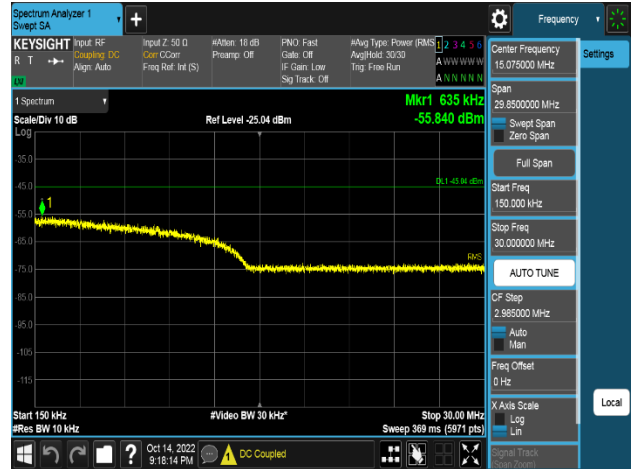 Spectrum Analyzer 1
Swept SA
Frequency
KEYSIGHT
R T
Input: RF
Coupling: DC
Align: Auto
Input Z: 50 Ω
Corr CCorr
Freq Ref: Int (S)
#Atten: 18 dB
Preamp: Off
PNO: Fast
Gate: Off
IF Gain: Low
Sig Track: Off
#Avg Type: Power (RMS
Avg|Hold: 30/30
Trig: Free Run
1 2 3 4 5 6
A W W W W W
A N N N N N
1 Spectrum
Scale/Div 10 dB
Ref Level -25.04 dBm
Mkr1 635 kHz
-55.840 dBm
Log
-35.0
-45.0
DL1 -45.04 dBm
1
-55.0
-65.0
RMS
-75.0
-85.0
-95.0
-105
-115
Start 150 kHz
#Video BW 30 kHz*
Stop 30.00 MHz
#Res BW 10 kHz
Sweep 369 ms (5971 pts)
Center Frequency
15.075000 MHz
Settings
Span
29.8500000 MHz
Swept Span
Zero Span
Full Span
Start Freq
150.000 kHz
Stop Freq
30.000000 MHz
AUTO TUNE
CF Step
2.985000 MHz
Auto
Man
Freq Offset
0 Hz
X Axis Scale
Log
Lin
Local
Signal Track
(Span Zoom)
?
Oct 14, 2022
9:18:14 PM
DC Coupled